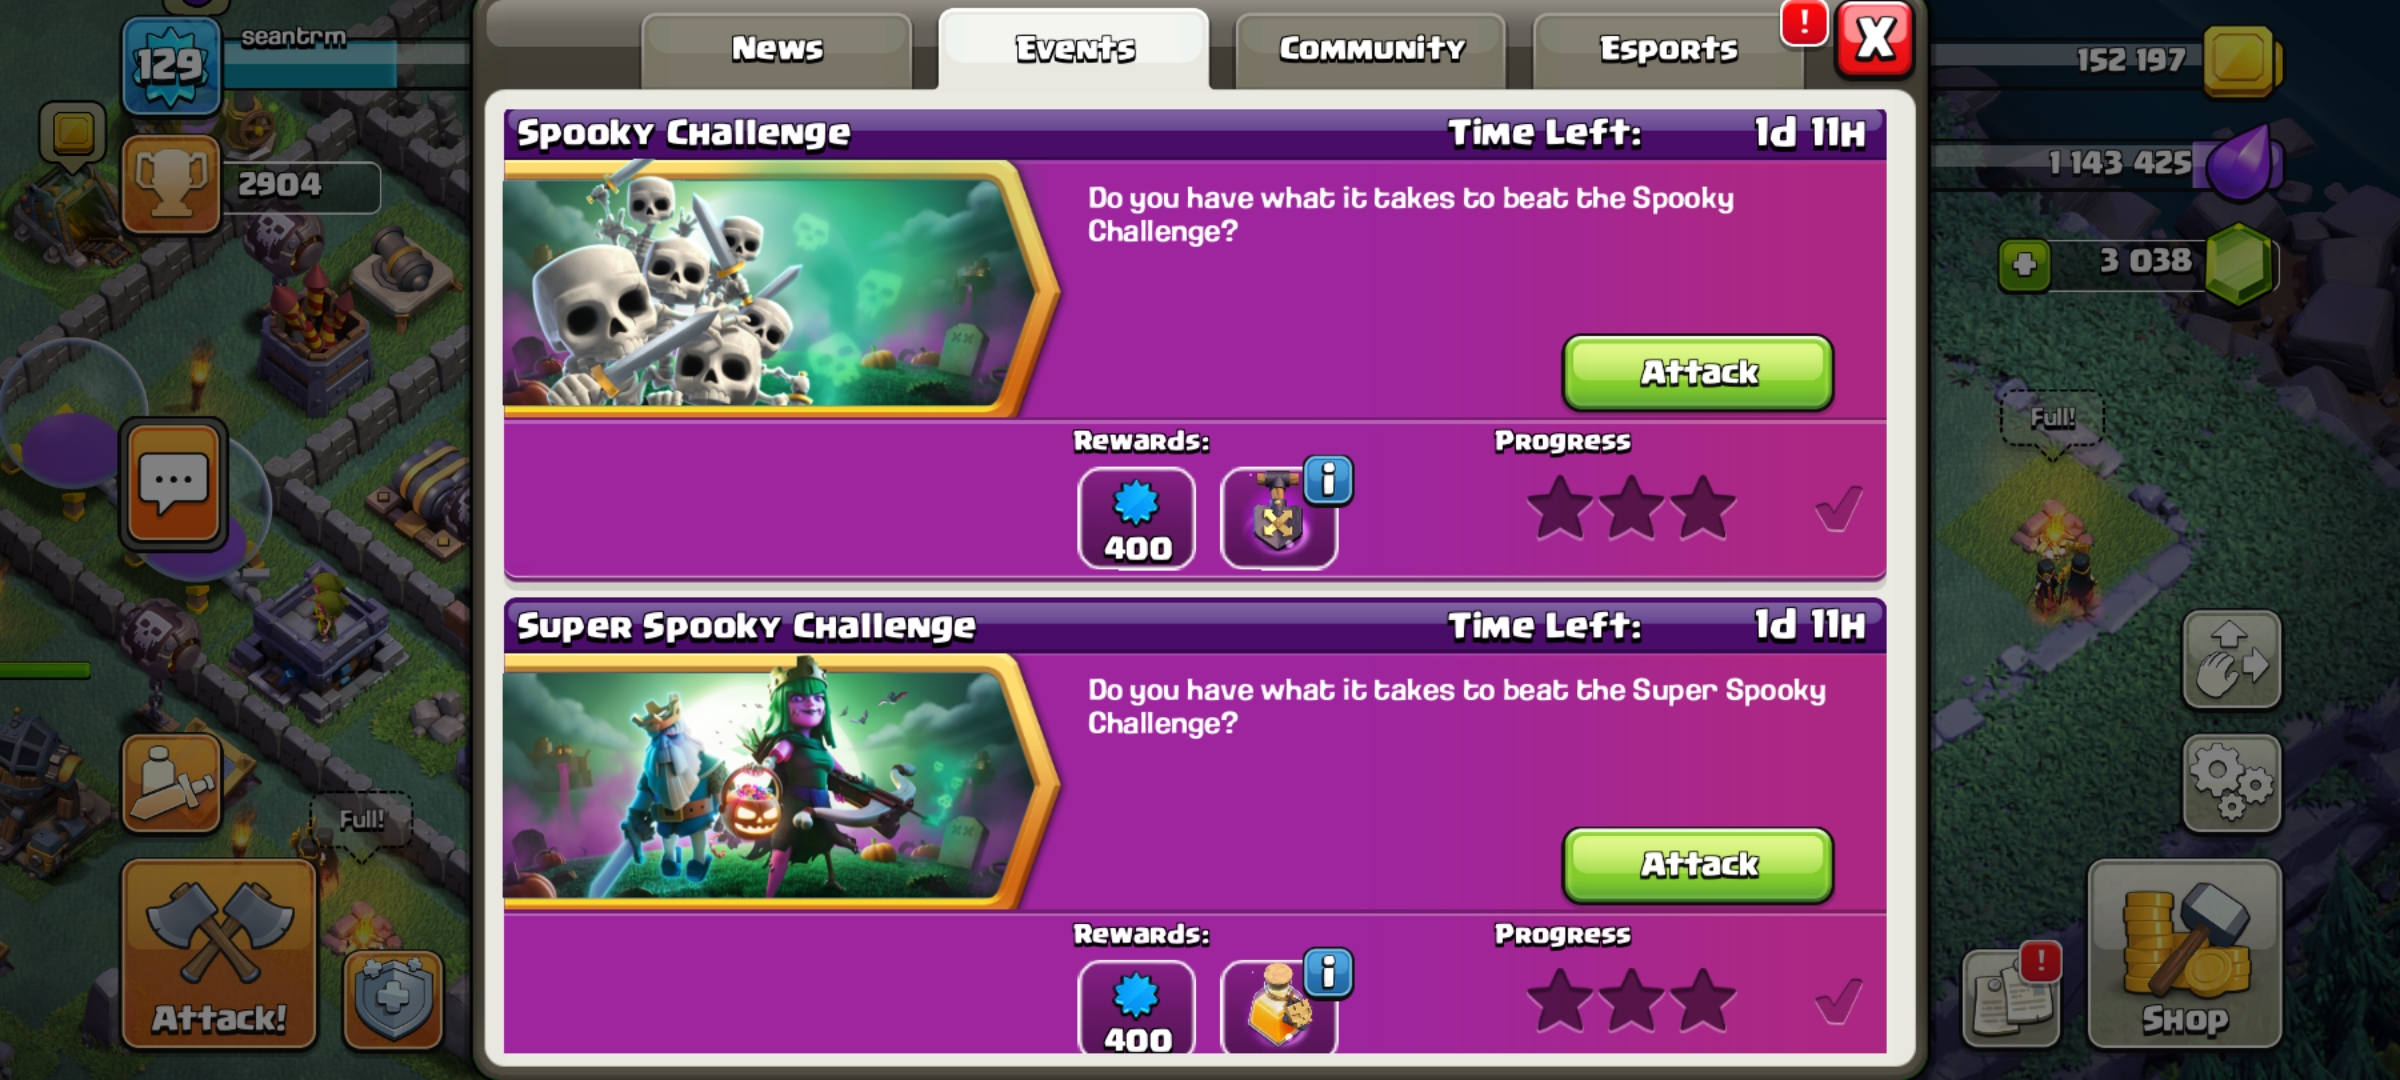 129
seantrm
2904
News
Events
Community
Esports
!
X
152 197
1 143 425
3 038
Spooky Challenge
Time Left:
1d 11H
Do you have what it takes to beat the Spooky
Challenge?
Attack
Rewards:
Progress
400
i
Super Spooky Challenge
Time Left:
1d 11H
Do you have what it takes to beat the Super Spooky
Challenge?
Attack
Rewards:
Progress
400
i
Full!
Full!
Attack!
!
Shop